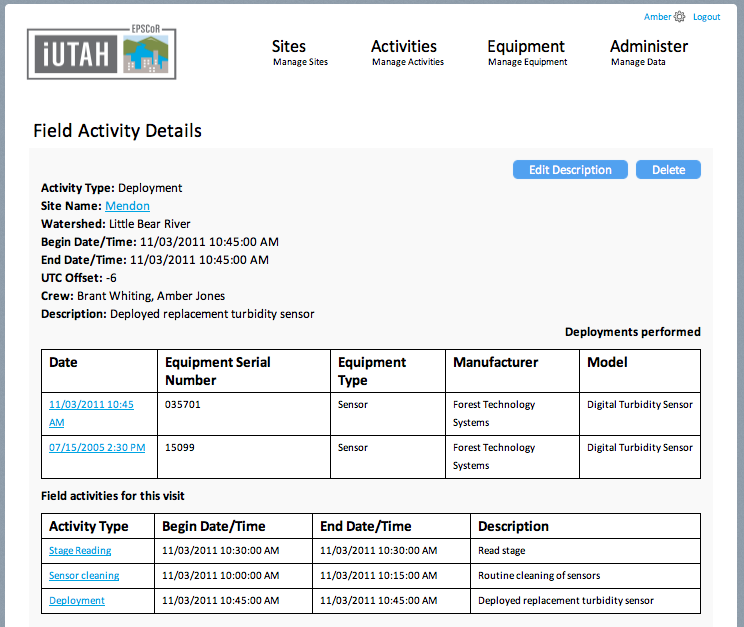 Amber Logout
EPSCoR
iUTAH
Sites Activities Equipment Administer
Manage Sites Manage Activities Manage Equipment Manage Data
Field Activity Details
Edit Description Delete
Activity Type: Deployment
Site Name: Mendon
Watershed: Little Bear River
Begin Date/Time: 11/03/2011 10:45:00 AM
End Date/Time: 11/03/2011 10:45:00 AM
UTC Offset: -6
Crew: Brant Whiting, Amber Jones
Description: Deployed replacement turbidity sensor
Deployments performed
Date Equipment Serial Equipment Manufacturer Model
Number Type
11/03/2011 10:45 035701 Sensor Forest Technology Digital Turbidity Sensor
AM Systems
07/15/2005 2:30 PM 15099 Sensor Forest Technology Digital Turbidity Sensor
Systems
Field activities for this visit
Activity Type Begin Date/Time End Date/Time Description
Stage Reading 11/03/2011 10:30:00 AM 11/03/2011 10:30:00 AM Read stage
Sensor cleaning 11/03/2011 10:00:00 AM 11/03/2011 10:15:00 AM Routine cleaning of sensors
Deployment 11/03/2011 10:45:00 AM 11/03/2011 10:45:00 AM Deployed replacement turbidity sensor